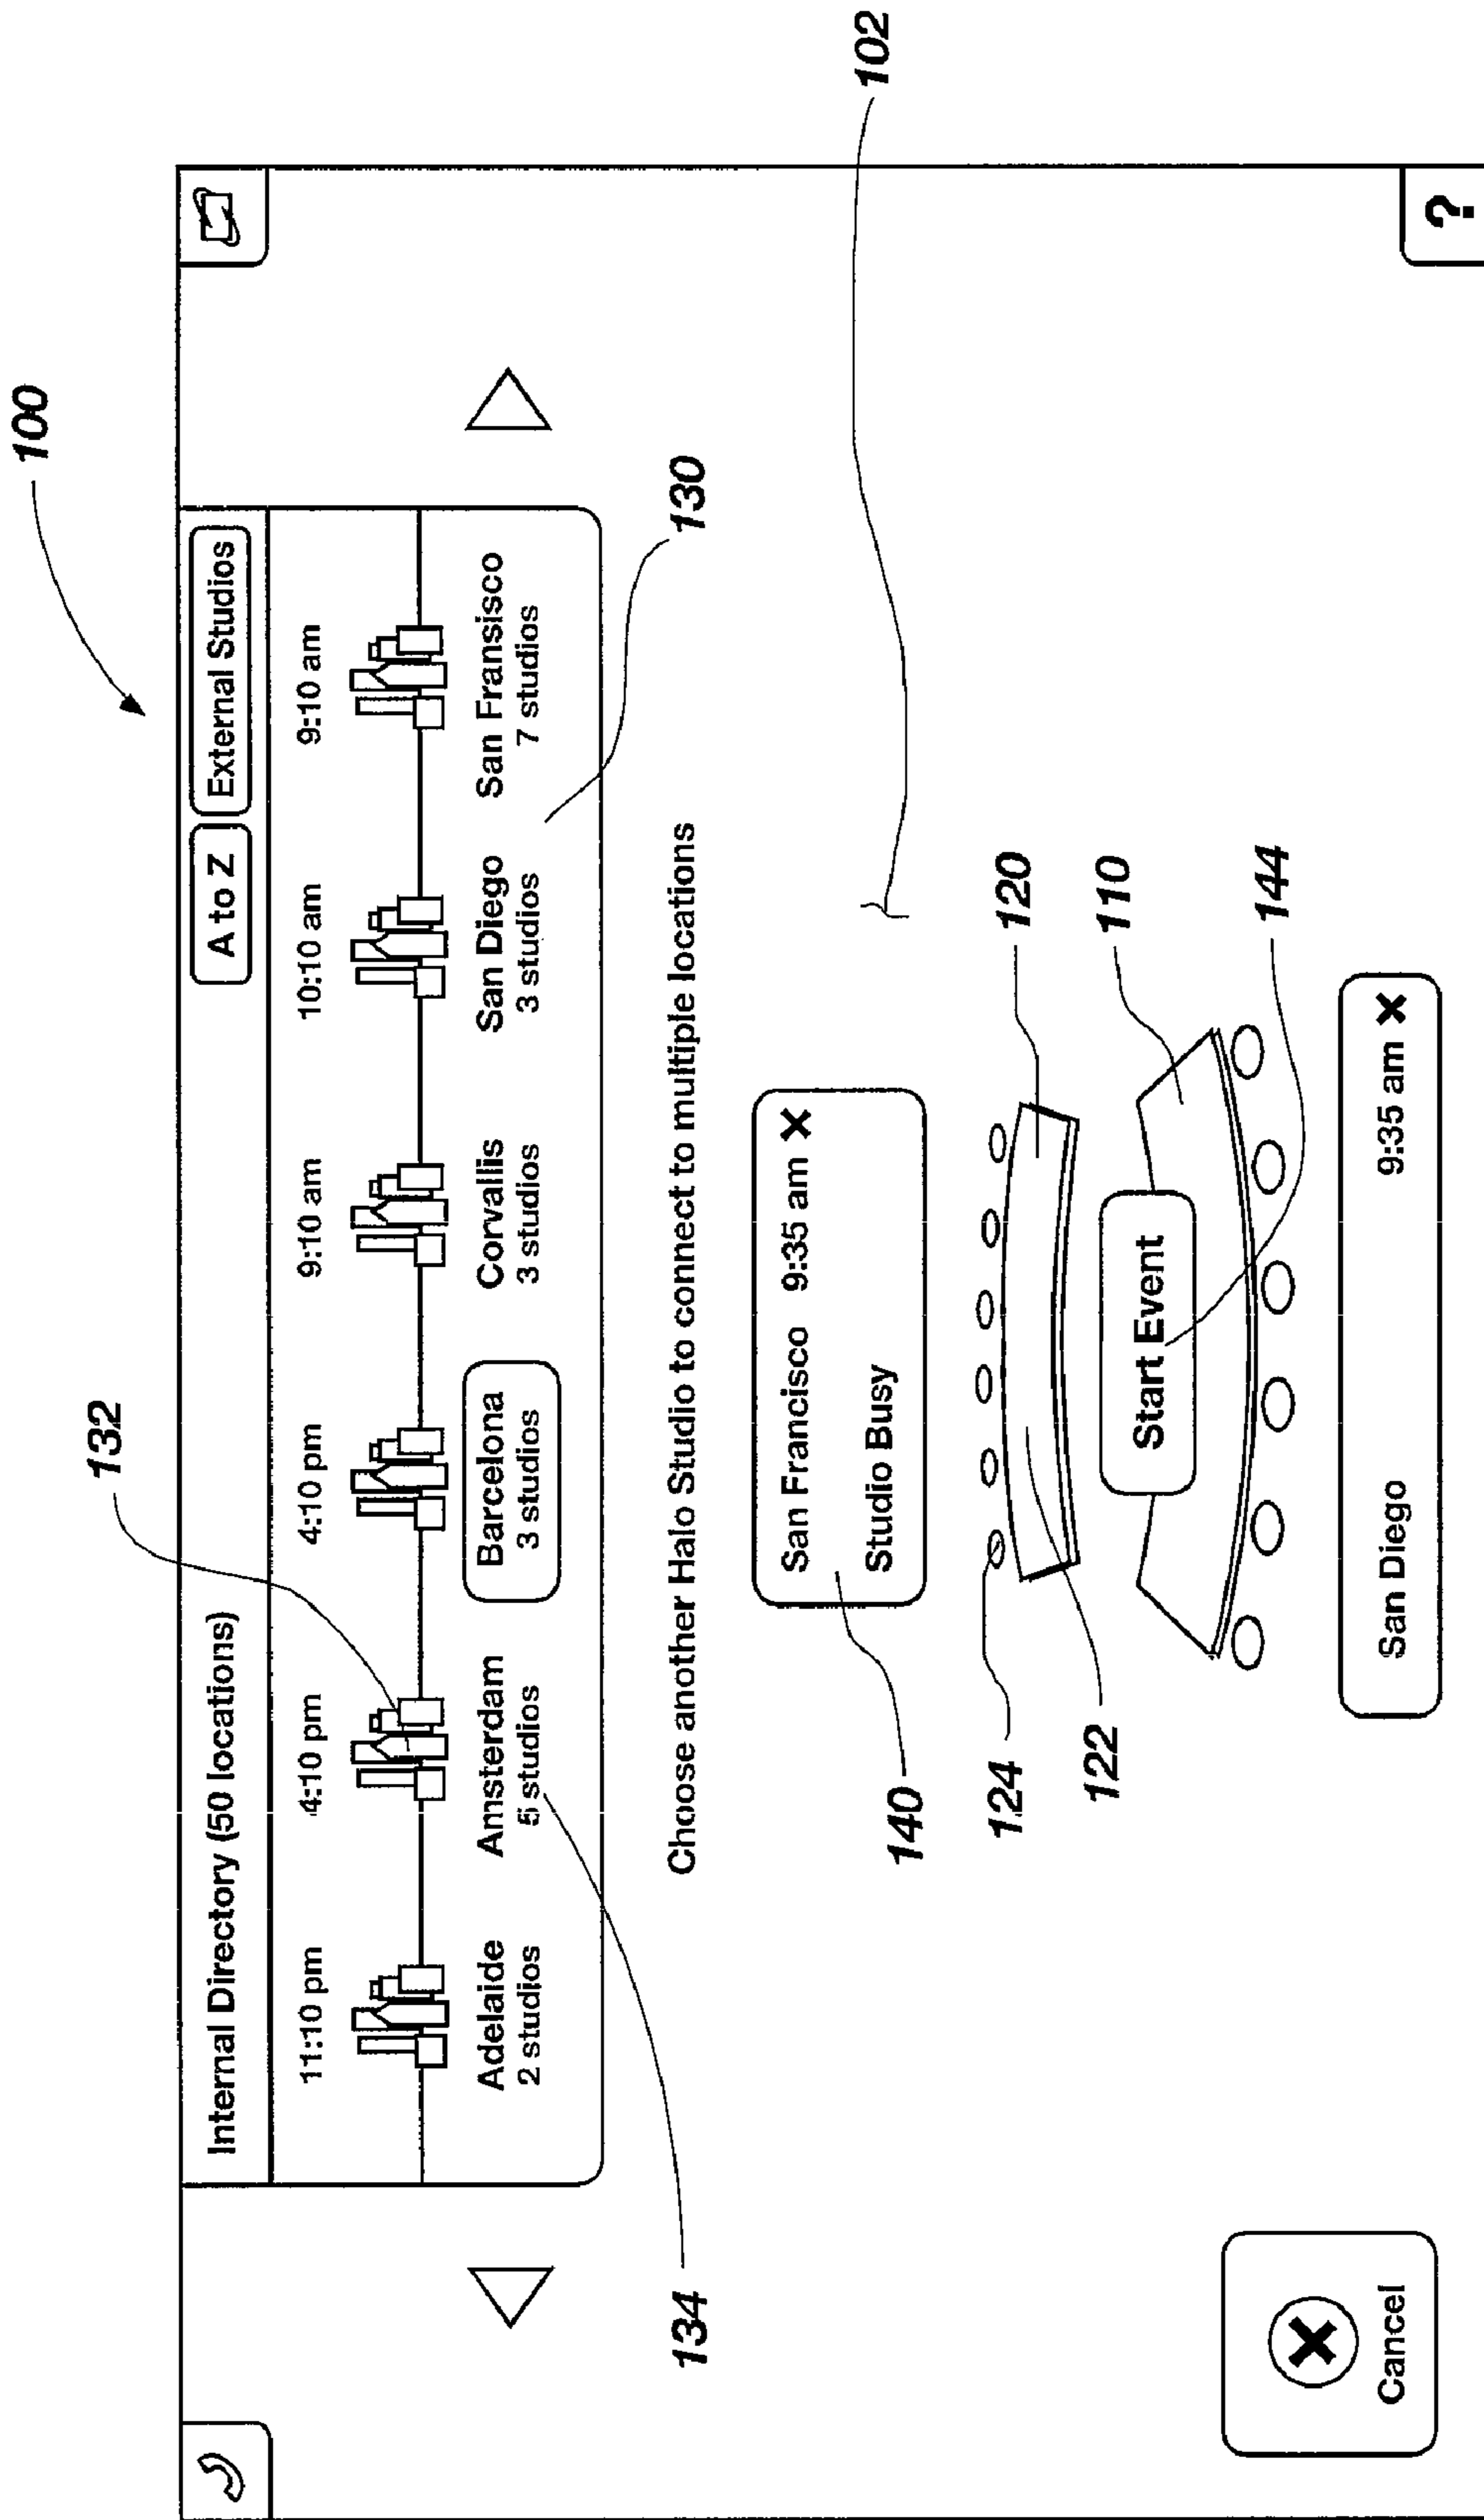 100
Internal Directory (50 locations) A to Z External Studios
132
11:10 pm 4:10 pm 4:10 pm 9:10 am 10:10 am 9:10 am
Adelaide Amsterdam Barcelona Corvallis San Diego San Fransisco
2 studios 5 studios 3 studios 3 studios 3 studios 7 studios
134
130
Choose another Halo Studio to connect to multiple locations
102
San Francisco 9:35 am
Studio Busy
140
120
124
110
122
Start Event
144
San Diego 9:35 am
Cancel
?